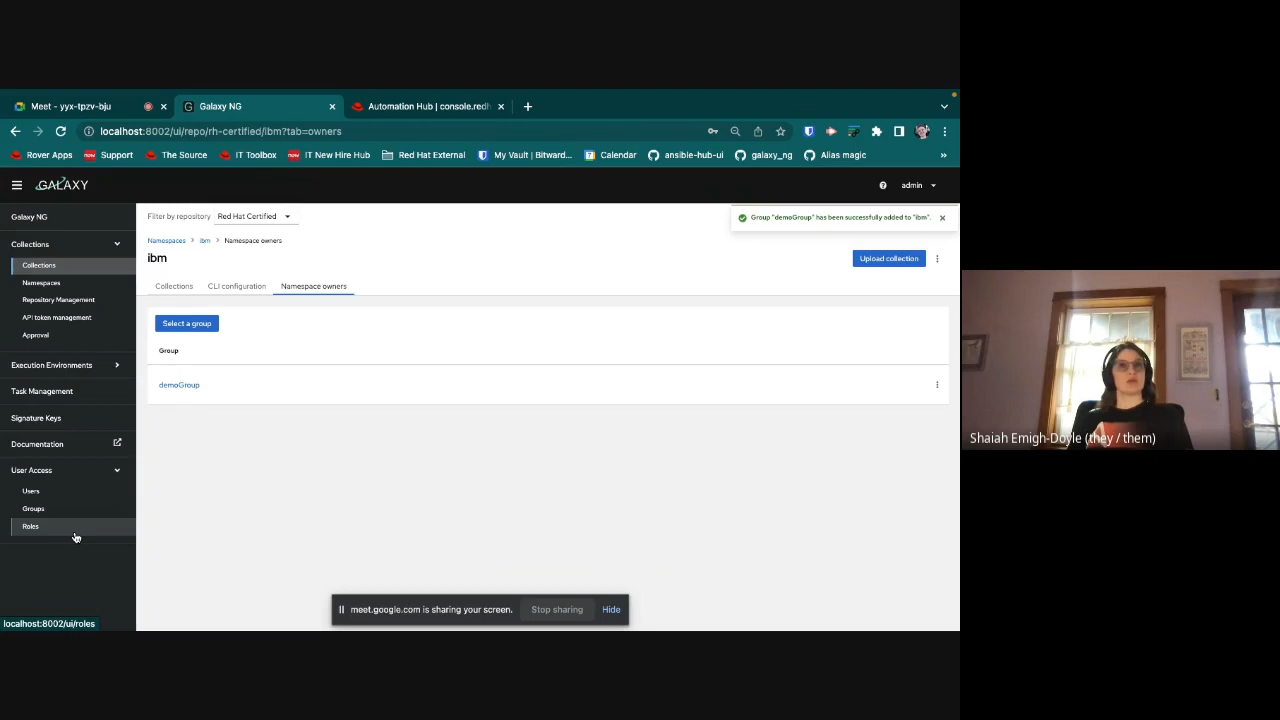 Meet - yyx-tpzv-bju
Galaxy NG
Automation Hub | console.redh
localhost:8002/ui/repo/rh-certified/ibm?tab=owners
Rover Apps
Support
The Source
IT Toolbox
IT New Hire Hub
Red Hat External
My Vault | Bitward...
Calendar
ansible-hub-ui
galaxy_ng
Alias magic
»
GALAXY
admin
Galaxy NG
Collections
Collections
Namespaces
Repository Management
API token management
Approval
Execution Environments
Task Management
Signature Keys
Documentation
User Access
Users
Groups
Roles
localhost:8002/ui/roles
Filter by repository Red Hat Certified
Group "demoGroup" has been successfully added to "ibm".
Namespaces > ibm > Namespace owners
ibm
Upload collection
Collections
CLI configuration
Namespace owners
Select a group
Group
demoGroup
meet.google.com is sharing your screen.
Stop sharing
Hide
Shaiah Emigh-Doyle (they / them)